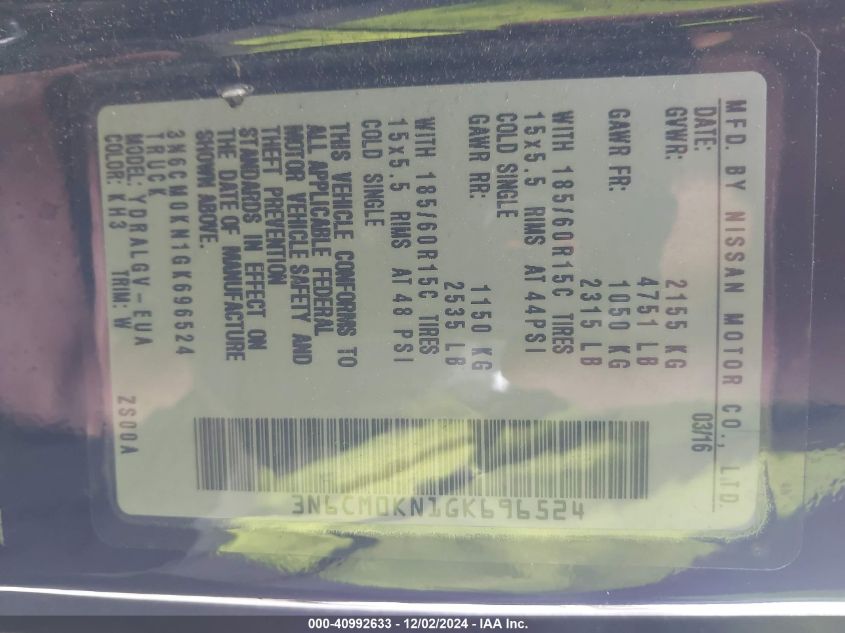 MFD. BY NISSAN MOTOR CO., LTD.
DATE: 03/16
GVWR: 2155 KG
4751 LB
GAWR FR: 1050 KG
2315 LB
WITH 185/60R15C TIRES
15x5.5 RIMS AT 44PSI
COLD SINGLE
GAWR RR: 1150 KG
2535 LB
WITH 185/60R15C TIRES
15x5.5 RIMS AT 48 PSI
COLD SINGLE
THIS VEHICLE CONFORMS TO
ALL APPLICABLE FEDERAL
MOTOR VEHICLE SAFETY AND
THEFT PREVENTION
STANDARDS IN EFFECT ON
THE DATE OF MANUFACTURE
SHOWN ABOVE.
3N6CM0KN1GK696524
TRUCK
MODEL: YDRALGV-EUA
COLOR: KH3 TRIM: W ZS00A
3N6CM0KN1GK696524
000-40992633 - 12/02/2024 - IAA Inc.